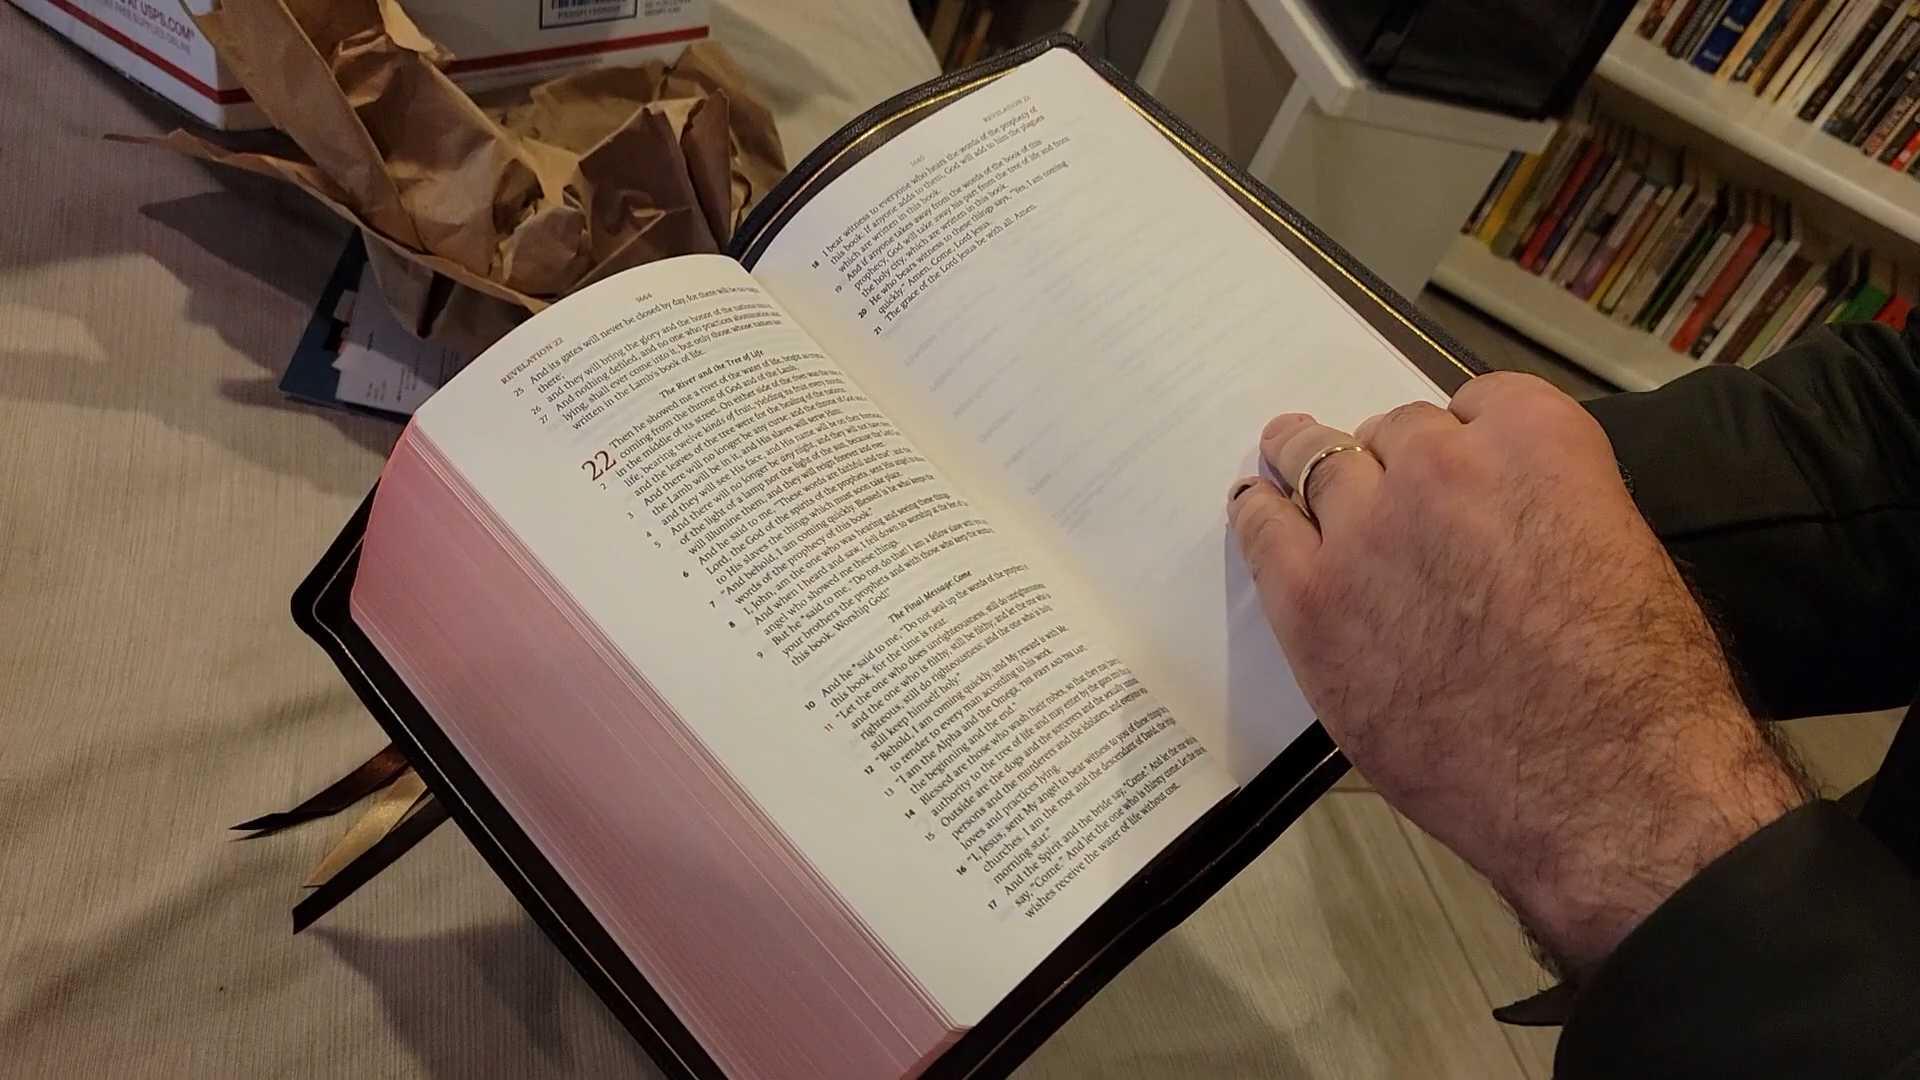 USPS.COM®
FREE SUPPLIES ONLINE
REVELATION 22
1664
25 And its gates will never be closed by day, for there will be no night
there;
26 and they will bring the glory and the honor of the nations into it.
27 And nothing defiled, and no one who practices abomination and
lying, shall ever come into it, but only those whose names are
written in the Lamb's book of life.
The River and the Tree of Life
22 Then he showed me a river of the water of life, bright as crystal,
coming from the throne of God and of the Lamb,
2 in the middle of its street. On either side of the river was the tree of
life, bearing twelve kinds of fruit, yielding its fruit every month;
and the leaves of the tree were for the healing of the nations.
3 And there will no longer be any curse; and the throne of God and of
the Lamb will be in it, and His slaves will serve Him;
4 and they will see His face, and His name will be on their foreheads.
5 And there will no longer be any night, and they will not have need
of the light of a lamp nor the light of the sun, because the Lord God
will illumine them, and they will reign forever and ever.
6 And he said to me, "These words are faithful and true"; and the
Lord, the God of the spirits of the prophets, sent His angel to show
to His slaves the things which must soon take place.
7 "And behold, I am coming quickly. Blessed is he who keeps the
words of the prophecy of this book."
8 I, John, am the one who was hearing and seeing these things.
And when I heard and saw, I fell down to worship at the feet of the
angel who showed me these things.
9 But he *said to me, "Do not do that! I am a fellow slave with you and
your brothers the prophets and with those who keep the words of
this book. Worship God!"
The Final Message: Come
10 And he *said to me, "Do not seal up the words of the prophecy of
this book, for the time is near.
11 "Let the one who does unrighteousness, still do unrighteousness;
and the one who is filthy, still be filthy; and let the one who is
righteous, still do righteousness; and the one who is holy,
still keep himself holy."
12 "Behold, I am coming quickly, and My reward is with Me,
to render to every man according to his work.
13 "I am the Alpha and the Omega, THE FIRST AND THE LAST,
the beginning and the end."
14 Blessed are those who wash their robes, so that they may have
authority to the tree of life and may enter by the gates into the city.
15 Outside are the dogs and the sorcerers and the sexually immoral
persons and the murderers and the idolaters, and everyone who
loves and practices lying.
16 "I, Jesus, sent My angel to bear witness to you of these things for the
churches. I am the root and the descendant of David, the bright
morning star."
17 And the Spirit and the bride say, "Come." And let the one who hears
say, "Come." And let the one who is thirsty come. Let the one who
wishes receive the water of life without cost.
1665
REVELATION 22
18 I bear witness to everyone who hears the words of the prophecy of
this book: If anyone adds to them, God will add to him the plagues
which are written in this book.
19 And if anyone takes away from the words of the book of this
prophecy, God will take away his part from the tree of life and from
the holy city, which are written in this book.
20 He who bears witness to these things says, "Yes, I am coming
quickly." Amen. Come, Lord Jesus.
21 The grace of the Lord Jesus be with all. Amen.